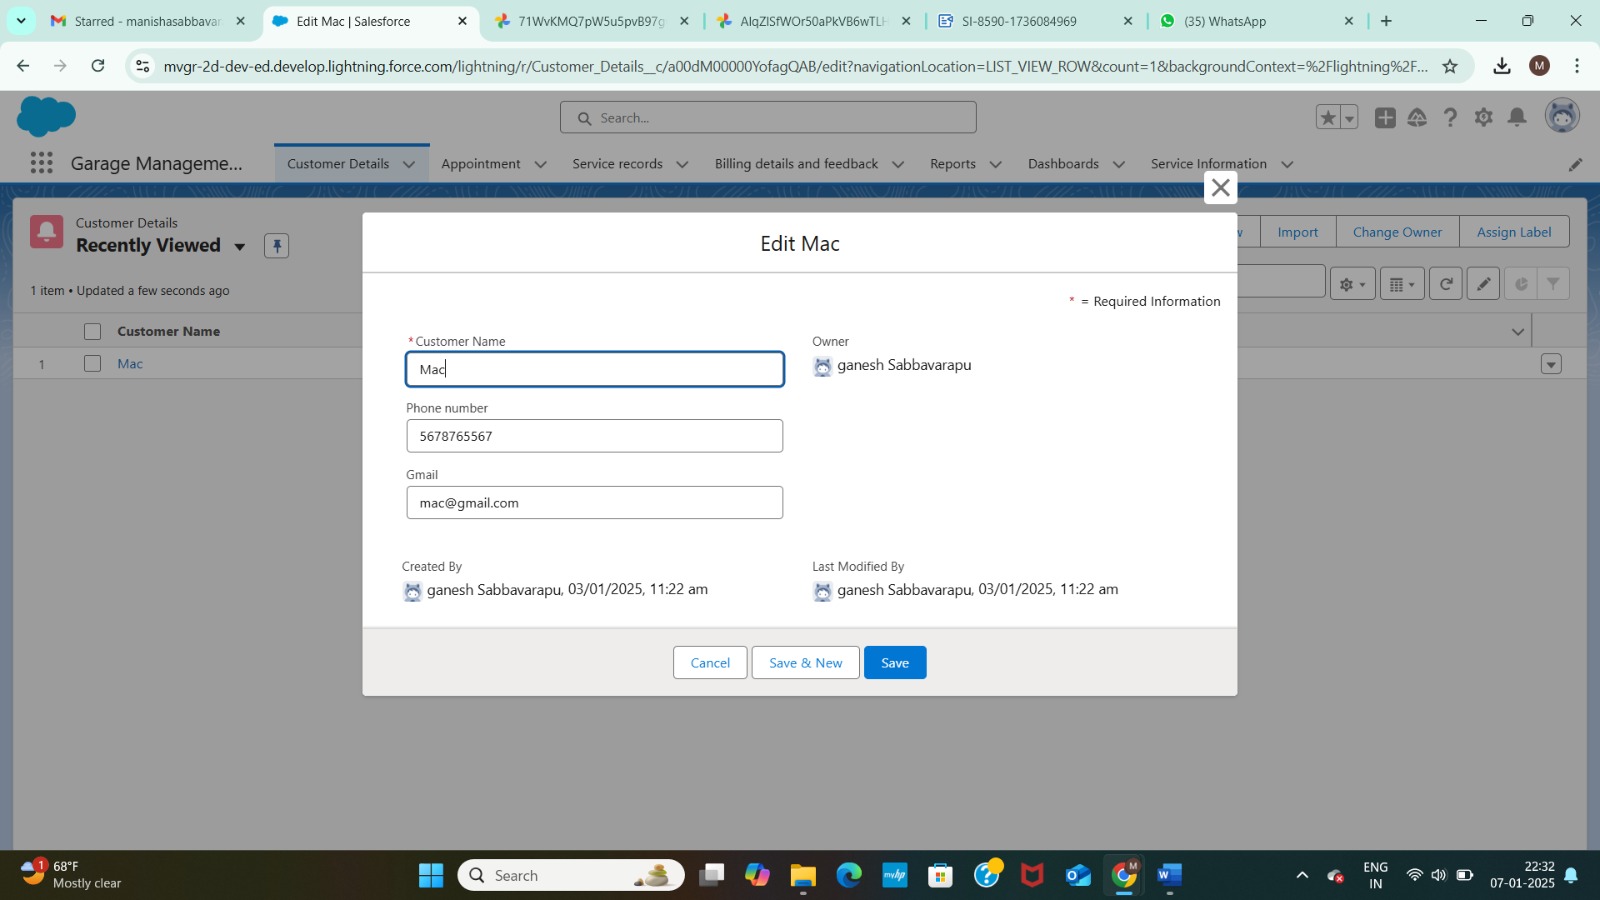 Starred - manishasabbavar
Edit Mac | Salesforce
71WvKMQ7pW5u5pvB97g
AlqZISfWOr50aPkVB6wTLH
SI-8590-1736084969
(35) WhatsApp
mvgr-2d-dev-ed.develop.lightning.force.com/lightning/r/Customer_Details__c/a00dM00000YofagQAB/edit?navigationLocation=LIST_VIEW_ROW&count=1&backgroundContext=%2Flightning%2F...
M
Search...
Garage Manageme...
Customer Details
Appointment
Service records
Billing details and feedback
Reports
Dashboards
Service Information
Customer Details
Recently Viewed
Import
Change Owner
Assign Label
1 item • Updated a few seconds ago
Customer Name
1
Mac
Edit Mac
* = Required Information
*Customer Name
Mac
Owner
ganesh Sabbavarapu
Phone number
5678765567
Gmail
mac@gmail.com
Created By
ganesh Sabbavarapu, 03/01/2025, 11:22 am
Last Modified By
ganesh Sabbavarapu, 03/01/2025, 11:22 am
Cancel
Save & New
Save
1
68°F
Mostly clear
Search
myhp
M
ENG
IN
22:32
07-01-2025